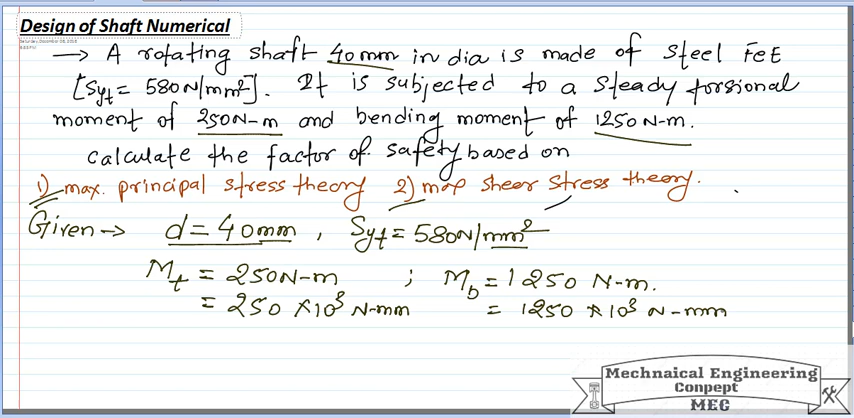 Design of Shaft Numerical
→ A rotating shaft 40mm in dia is made of steel FeE
[Syt = 580N/mm²]. It is subjected to a steady torsional
moment of 250N-m and bending moment of 1250 N-m.
calculate the factor of safety based on
1) max. principal stress theory 2) max shear stress theory.
Given → d = 40mm, Syt = 580N/mm²
Mt = 250N-m ; Mb = 1250 N-m.
= 250 ×10³ N-mm = 1250 ×10³ N-mm
Mechnaical Engineering
Conpept
MEC